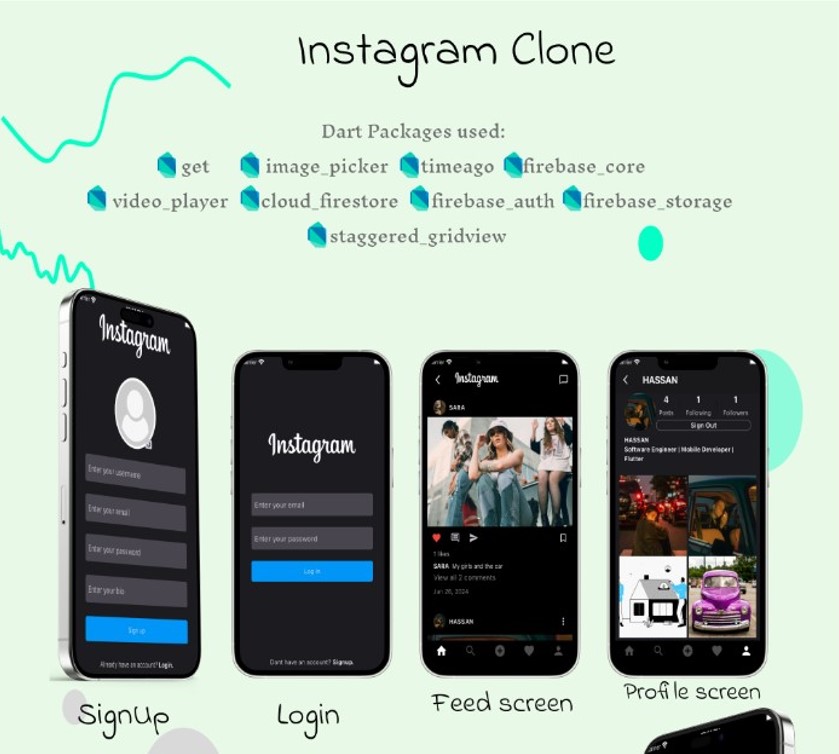 Instagram Clone
Dart Packages used:
get image_picker timeago firebase_core
video_player cloud_firestore firebase_auth firebase_storage
staggered_gridview
Instagram
Enter your username
Enter your email
Enter your password
Enter your bio
Sign up
Already have an account? Login.
SignUp
Instagram
Enter your email
Enter your password
Log in
Dont have an account? Signup.
Login
Instagram
SARA
1 likes
SARA My girls and the car
View all 2 comments
Jan 26, 2024
HASSAN
Feed screen
HASSAN
4 1 1
Posts Following Followers
Sign Out
HASSAN
Software Engineer | Mobile Developer |
Flutter
Profile screen